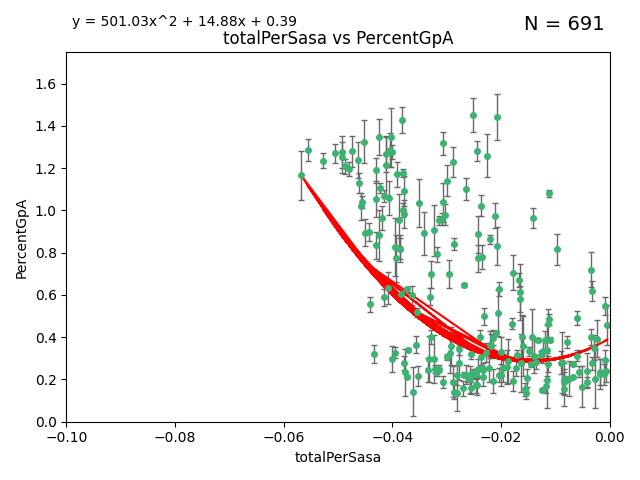 y = 501.03x^2 + 14.88x + 0.39
N = 691
totalPerSasa vs PercentGpA
1.6
1.4
1.2
1.0
0.8
0.6
0.4
0.2
0.0
PercentGpA
−0.10 −0.08 −0.06 −0.04 −0.02 0.00
totalPerSasa